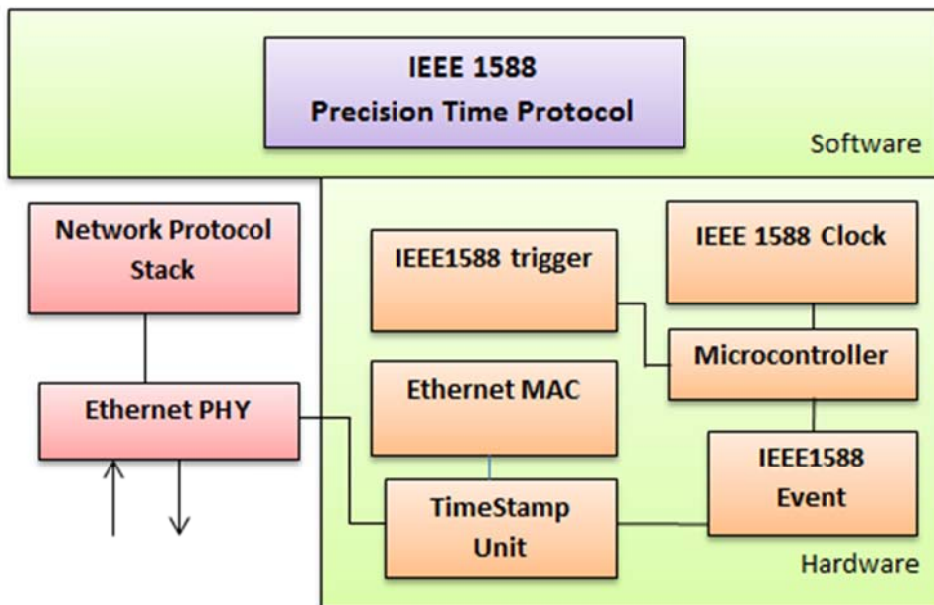 IEEE 1588
Precision Time Protocol
Software
Network Protocol
Stack
IEEE1588 trigger
IEEE 1588 Clock
Microcontroller
Ethernet MAC
Ethernet PHY
IEEE1588
Event
TimeStamp
Unit
Hardware